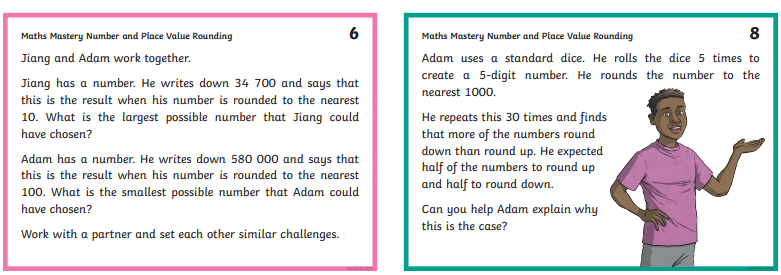 Maths Mastery Number and Place Value Rounding
6
Jiang and Adam work together.
Jiang has a number. He writes down 34 700 and says that
this is the result when his number is rounded to the nearest
10. What is the largest possible number that Jiang could
have chosen?
Adam has a number. He writes down 580 000 and says that
this is the result when his number is rounded to the nearest
100. What is the smallest possible number that Adam could
have chosen?
Work with a partner and set each other similar challenges.
Maths Mastery Number and Place Value Rounding
8
Adam uses a standard dice. He rolls the dice 5 times to
create a 5-digit number. He rounds the number to the
nearest 1000.
He repeats this 30 times and finds
that more of the numbers round
down than round up. He expected
half of the numbers to round up
and half to round down.
Can you help Adam explain why
this is the case?